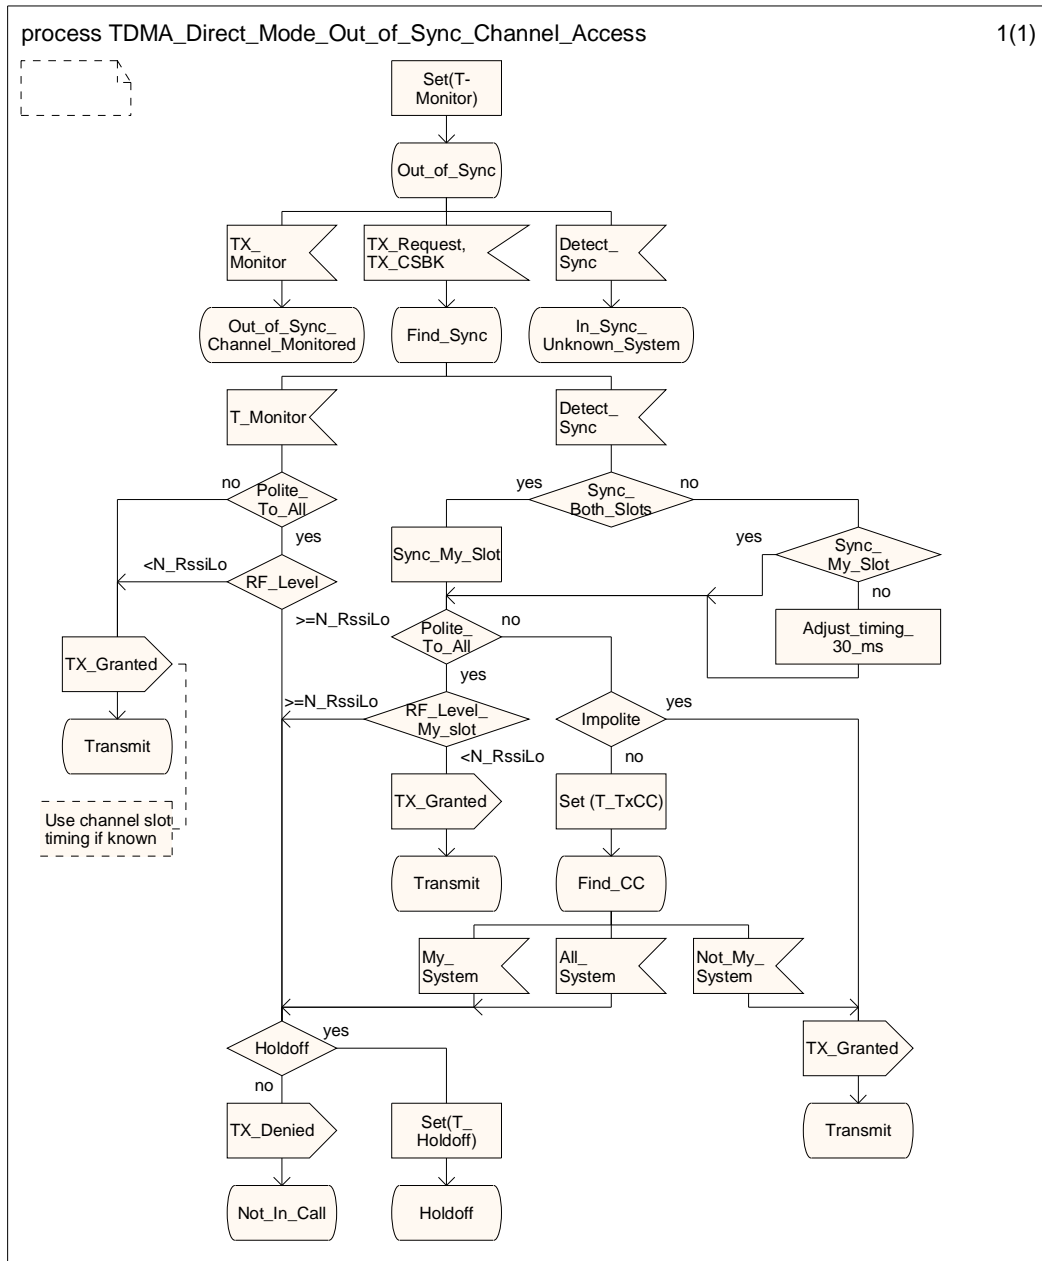 process TDMA_Direct_Mode_Out_of_Sync_Channel_Access 1(1)
Set(T-
Monitor)
Out_of_Sync
TX_
Monitor
TX_Request,
TX_CSBK
Detect_
Sync
Out_of_Sync_
Channel_Monitored
Find_Sync
In_Sync_
Unknown_System
T_Monitor
Detect_
Sync
no
Polite_
To_All
yes
yes
Sync_
Both_Slots
no
Sync_My_Slot
yes
Sync_
My_Slot
no
<N_RssiLo
RF_Level
>=N_RssiLo
Polite_
To_All
no
yes
Adjust_timing_
30_ms
TX_Granted
Transmit
Use channel slot
timing if known
>=N_RssiLo
RF_Level_
My_slot
<N_RssiLo
Impolite
yes
no
TX_Granted
Set (T_TxCC)
Transmit
Find_CC
My_
System
All_
System
Not_My_
System
Holdoff
yes
no
TX_Granted
TX_Denied
Set(T_
Holdoff)
Transmit
Not_In_Call
Holdoff